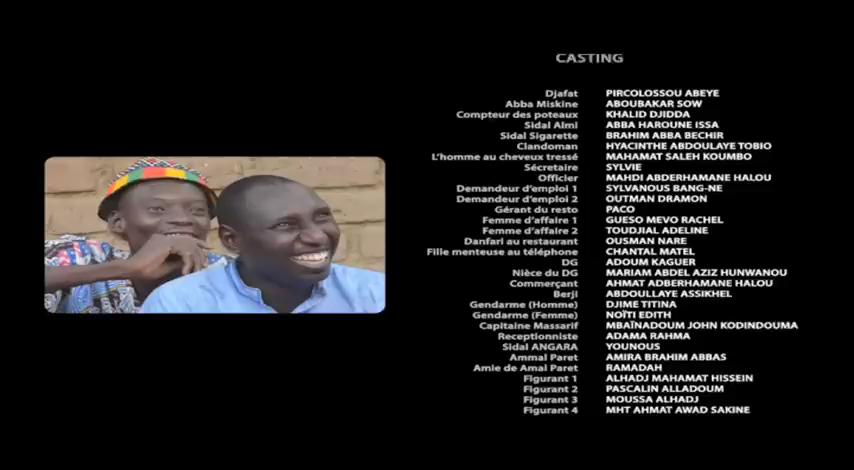 CASTING
Djafat PIRCOLOSSOU ABEYE
Abba Miskine ABOUBAKAR SOW
Compteur des poteaux KHALID DJIDDA
Sidal Almi ABBA HAROUNE ISSA
Sidal Sigarette BRAHIM ABBA BECHIR
Clandoman HYACINTHE ABDOULAYE TOBIO
L'homme au cheveux tressé MAHAMAT SALEH KOUMBO
Sécretaire SYLVIE
Officier MAHDI ABDERHAMANE HALOU
Demandeur d'emploi 1 SYLVANOUS BANG-NE
Demandeur d'emploi 2 OUTMAN DRAMON
Gérant du resto PACO
Femme d'affaire 1 GUESO MEVO RACHEL
Femme d'affaire 2 TOUDJIAL ADELINE
Danfari au restaurant OUSMAN NARE
Fille menteuse au téléphone CHANTAL MATEL
DG ADOUM KAGUER
Nièce du DG MARIAM ABDEL AZIZ HUNWANOU
Commerçant AHMAT ADBERHAMANE HALOU
Berji ABDOULLAYE ASSIKHEL
Gendarme (Homme) DJIME TITINA
Gendarme (Femme) NOÏTI EDITH
Capitaine Massarif MBAÏNADOUM JOHN KODINDOUMA
Receptionniste ADAMA RAHMA
Sidal ANGARA YOUNOUS
Ammal Paret AMIRA BRAHIM ABBAS
Amie de Amal Paret RAMADAH
Figurant 1 ALHADJ MAHAMAT HISSEIN
Figurant 2 PASCALIN ALLADOUM
Figurant 3 MOUSSA ALHADJ
Figurant 4 MHT AHMAT AWAD SAKINE